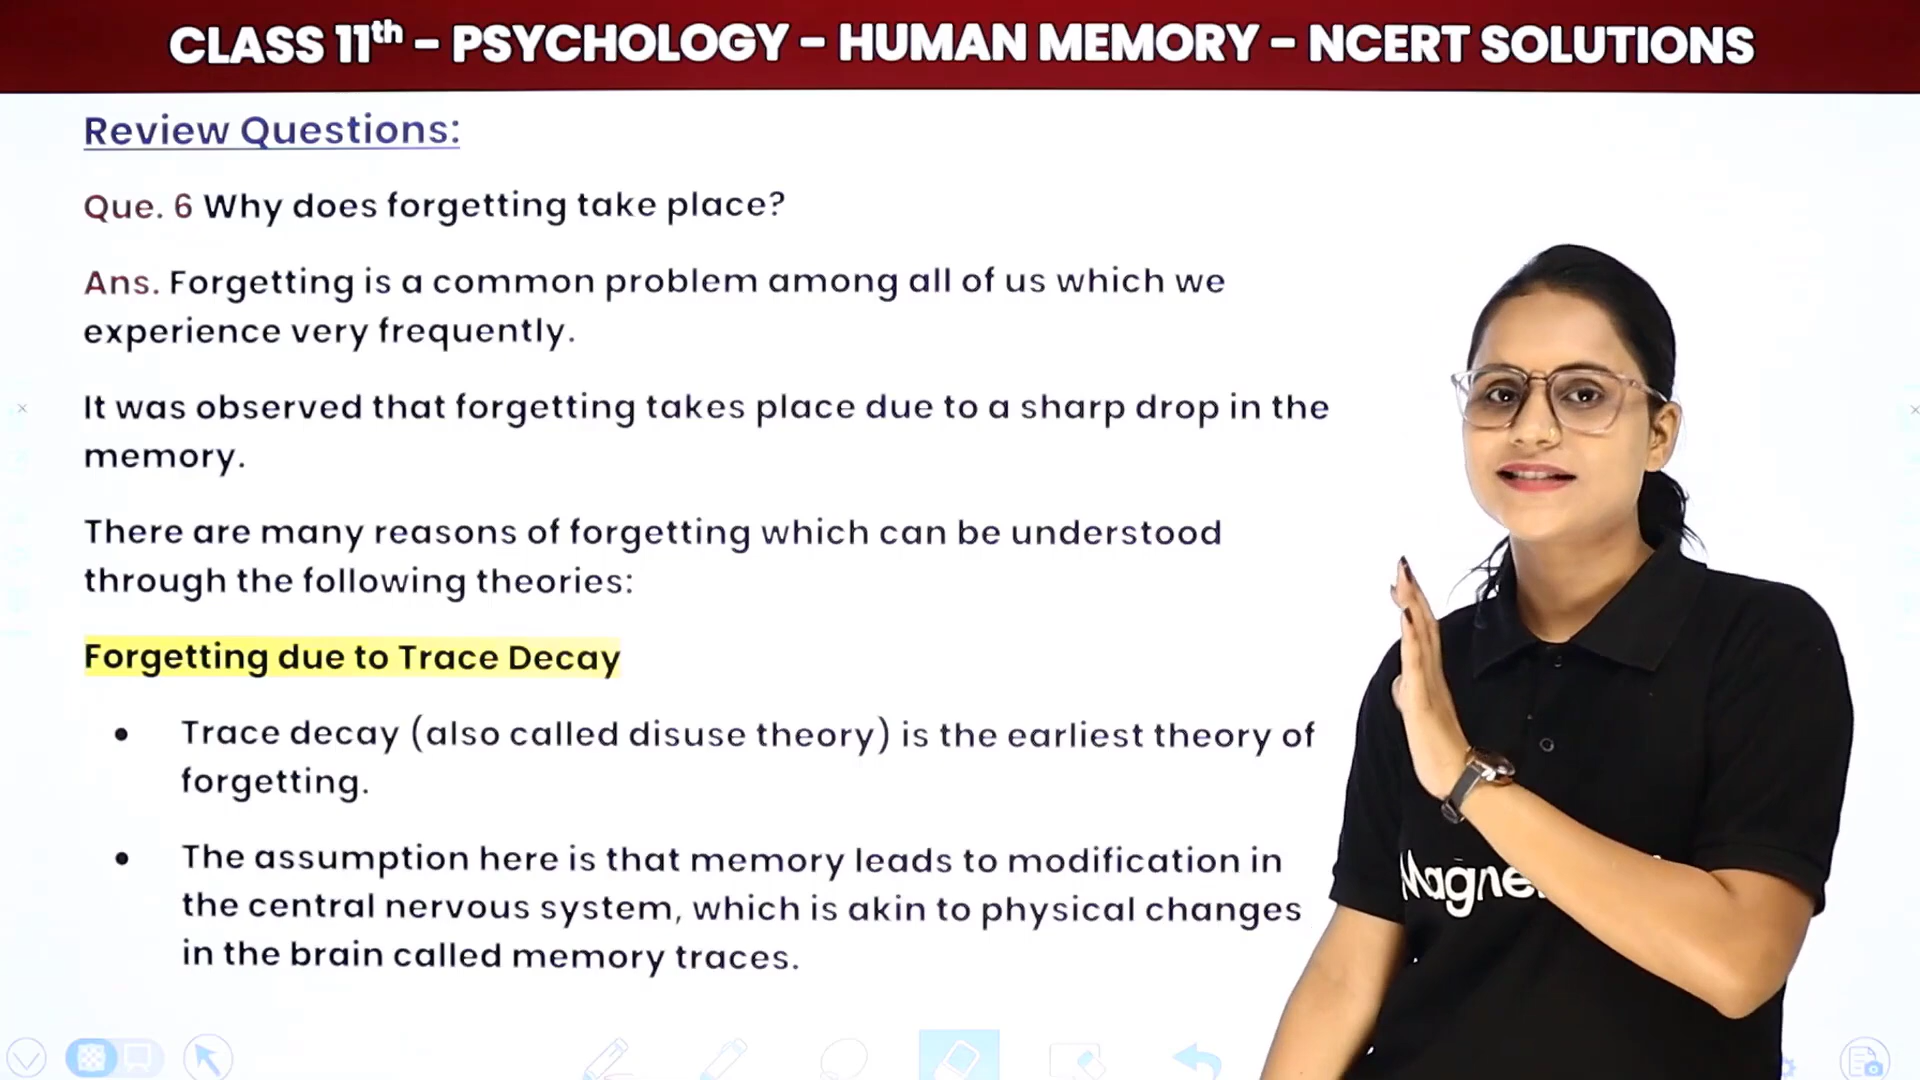 CLASS 11th - PSYCHOLOGY - HUMAN MEMORY - NCERT SOLUTIONS
Review Questions:
Que. 6 Why does forgetting take place?
Ans. Forgetting is a common problem among all of us which we
experience very frequently.
It was observed that forgetting takes place due to a sharp drop in the
memory.
There are many reasons of forgetting which can be understood
through the following theories:
Forgetting due to Trace Decay
• Trace decay (also called disuse theory) is the earliest theory of
forgetting.
• The assumption here is that memory leads to modification in
the central nervous system, which is akin to physical changes
in the brain called memory traces.